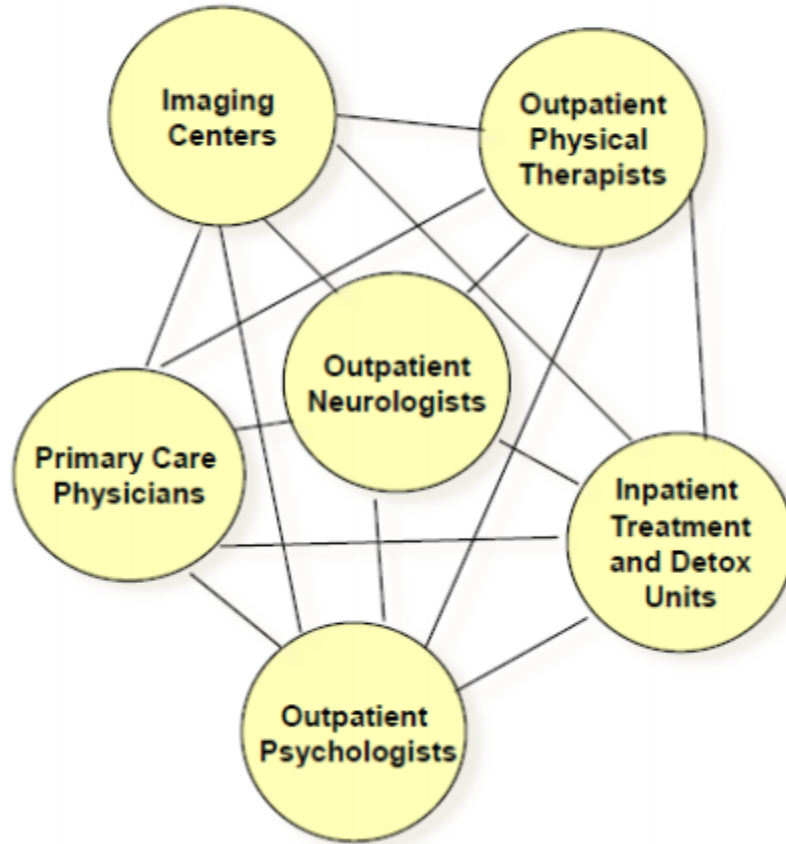 Imaging
Centers
Outpatient
Physical
Therapists
Outpatient
Neurologists
Primary Care
Physicians
Inpatient
Treatment
and Detox
Units
Outpatient
Psychologists